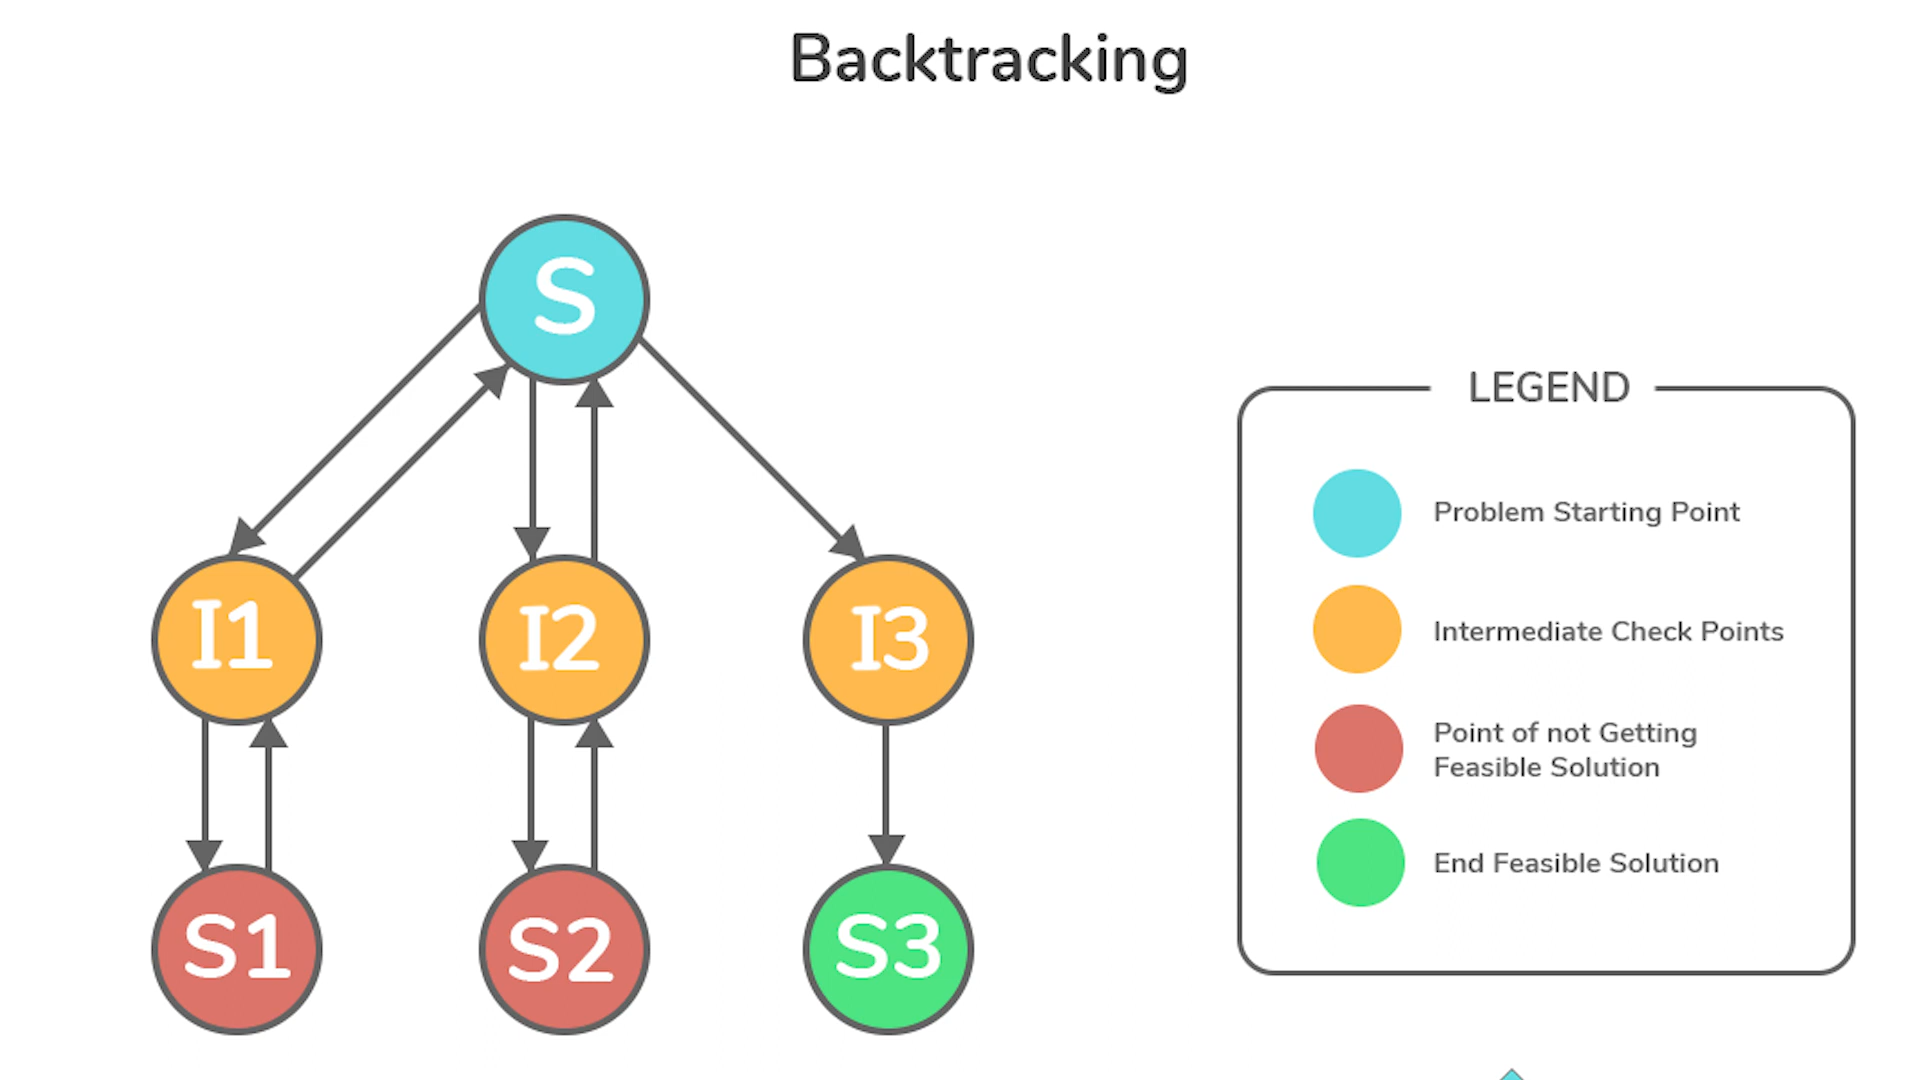 Backtracking
S
I1
I2
I3
S1
S2
S3
LEGEND
Problem Starting Point
Intermediate Check Points
Point of not Getting
Feasible Solution
End Feasible Solution